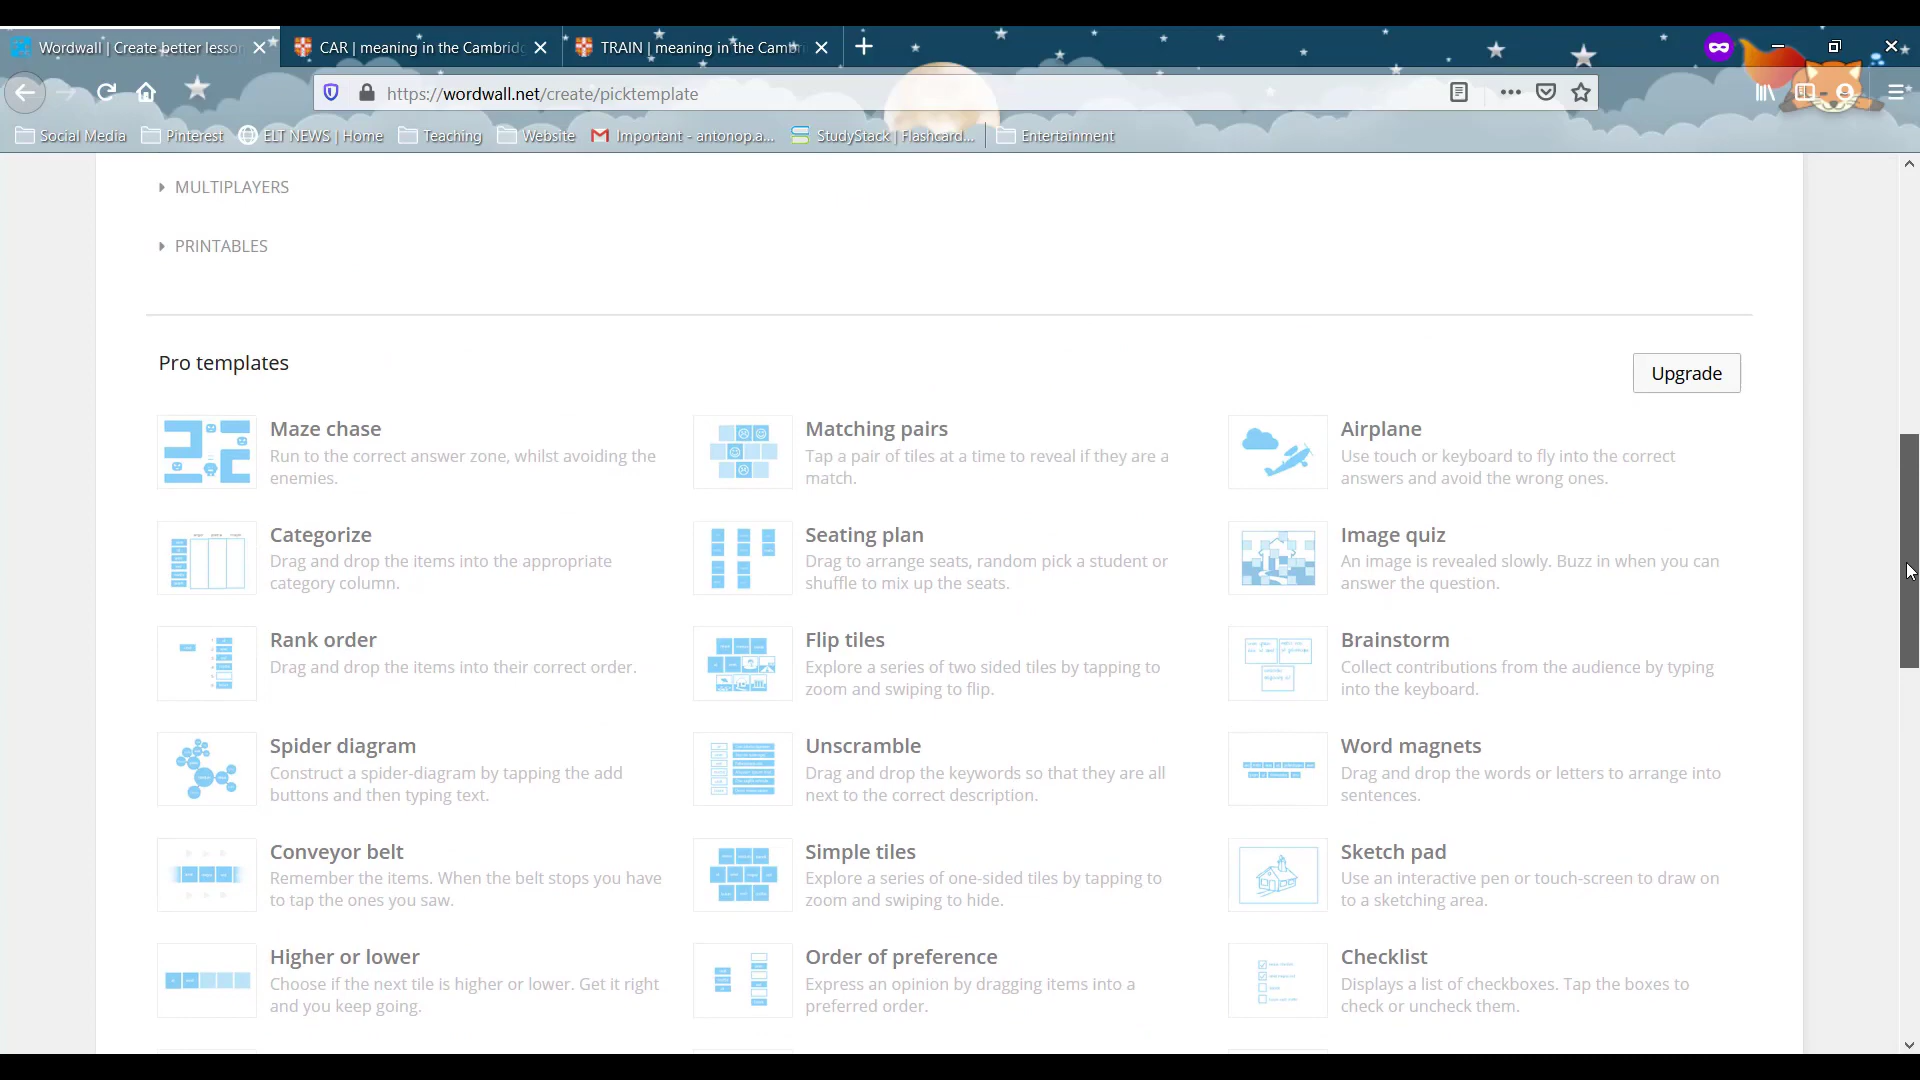 Wordwall | Create better lesso
CAR | meaning in the Cambridg
TRAIN | meaning in the Cambri
https://wordwall.net/create/picktemplate
Social Media
Pinterest
ELT NEWS | Home
Teaching
Website
Important - antonop.a...
StudyStack | Flashcard...
Entertainment
MULTIPLAYERS
PRINTABLES
Pro templates
Upgrade
Maze chase
Run to the correct answer zone, whilst avoiding the
enemies.
Matching pairs
Tap a pair of tiles at a time to reveal if they are a
match.
Airplane
Use touch or keyboard to fly into the correct
answers and avoid the wrong ones.
Categorize
Drag and drop the items into the appropriate
category column.
Seating plan
Drag to arrange seats, random pick a student or
shuffle to mix up the seats.
Image quiz
An image is revealed slowly. Buzz in when you can
answer the question.
Rank order
Drag and drop the items into their correct order.
Flip tiles
Explore a series of two sided tiles by tapping to
zoom and swiping to flip.
Brainstorm
Collect contributions from the audience by typing
into the keyboard.
Spider diagram
Construct a spider-diagram by tapping the add
buttons and then typing text.
Unscramble
Drag and drop the keywords so that they are all
next to the correct description.
Word magnets
Drag and drop the words or letters to arrange into
sentences.
Conveyor belt
Remember the items. When the belt stops you have
to tap the ones you saw.
Simple tiles
Explore a series of one-sided tiles by tapping to
zoom and swiping to hide.
Sketch pad
Use an interactive pen or touch-screen to draw on
to a sketching area.
Higher or lower
Choose if the next tile is higher or lower. Get it right
and you keep going.
Order of preference
Express an opinion by dragging items into a
preferred order.
Checklist
Displays a list of checkboxes. Tap the boxes to
check or uncheck them.